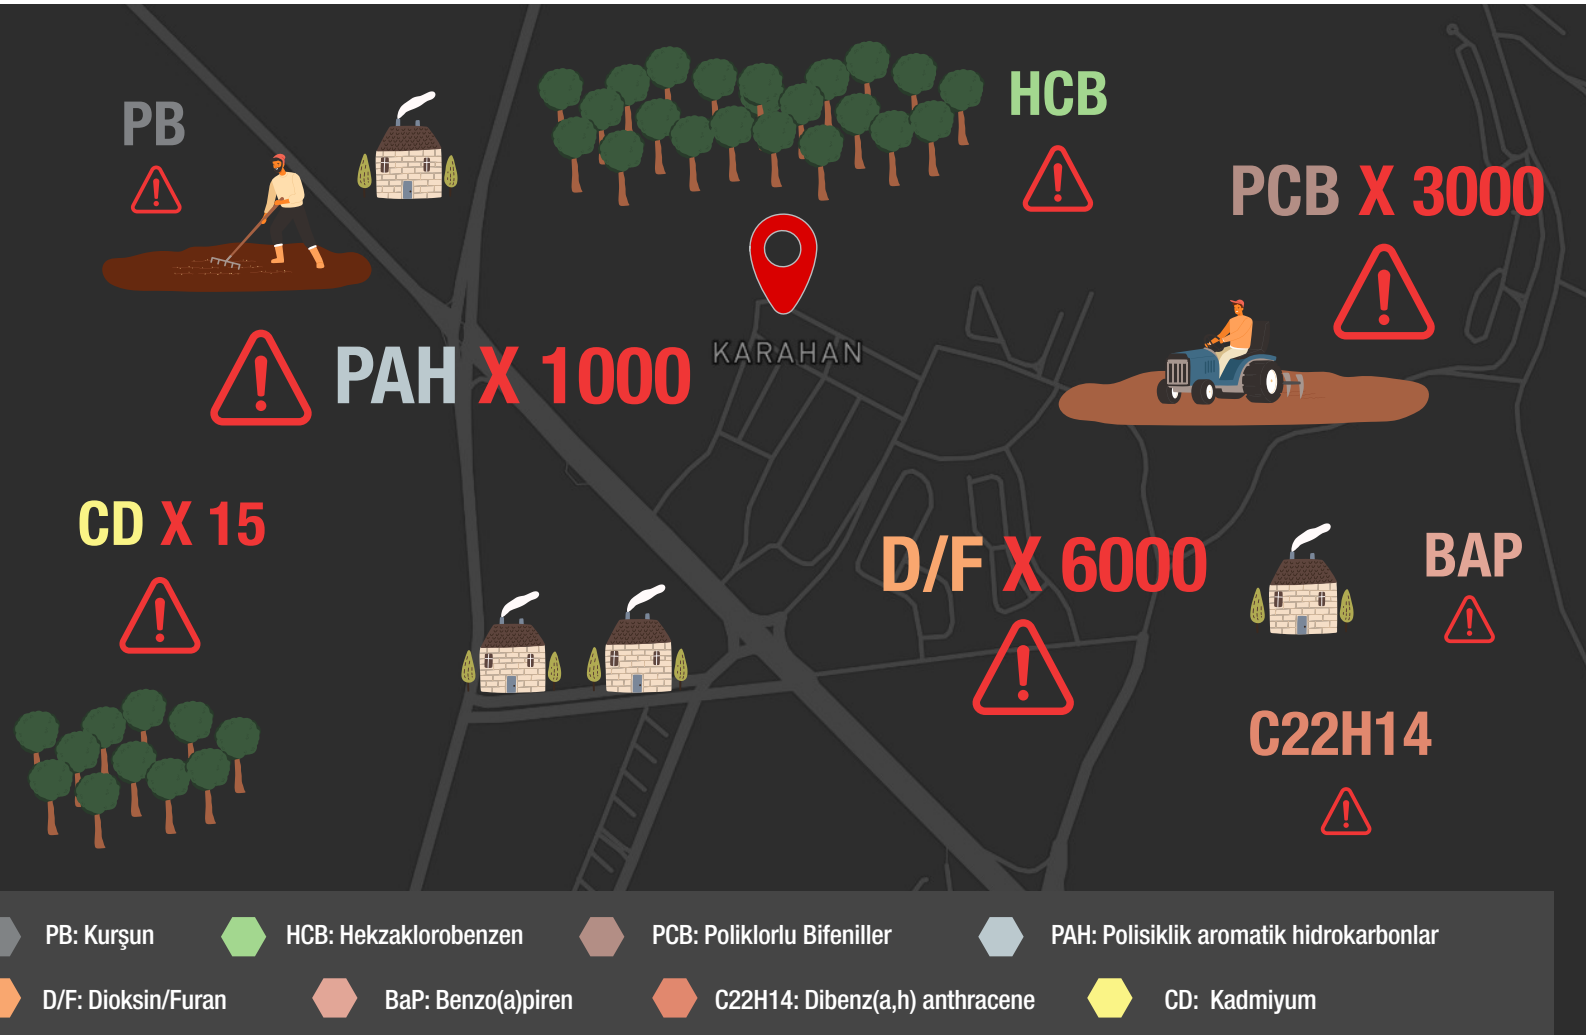 HCB
PB
PCB X 3000
KARAHAN
PAH X 1000
CD X 15
D/F X 6000
BAP
C22H14
PB: Kurşun
HCB: Hekzaklorobenzen
PCB: Poliklorlu Bifeniller
PAH: Polisiklik aromatik hidrokarbonlar
D/F: Dioksin/Furan
BaP: Benzo(a)piren
C22H14: Dibenz(a,h) anthracene
CD: Kadmiyum